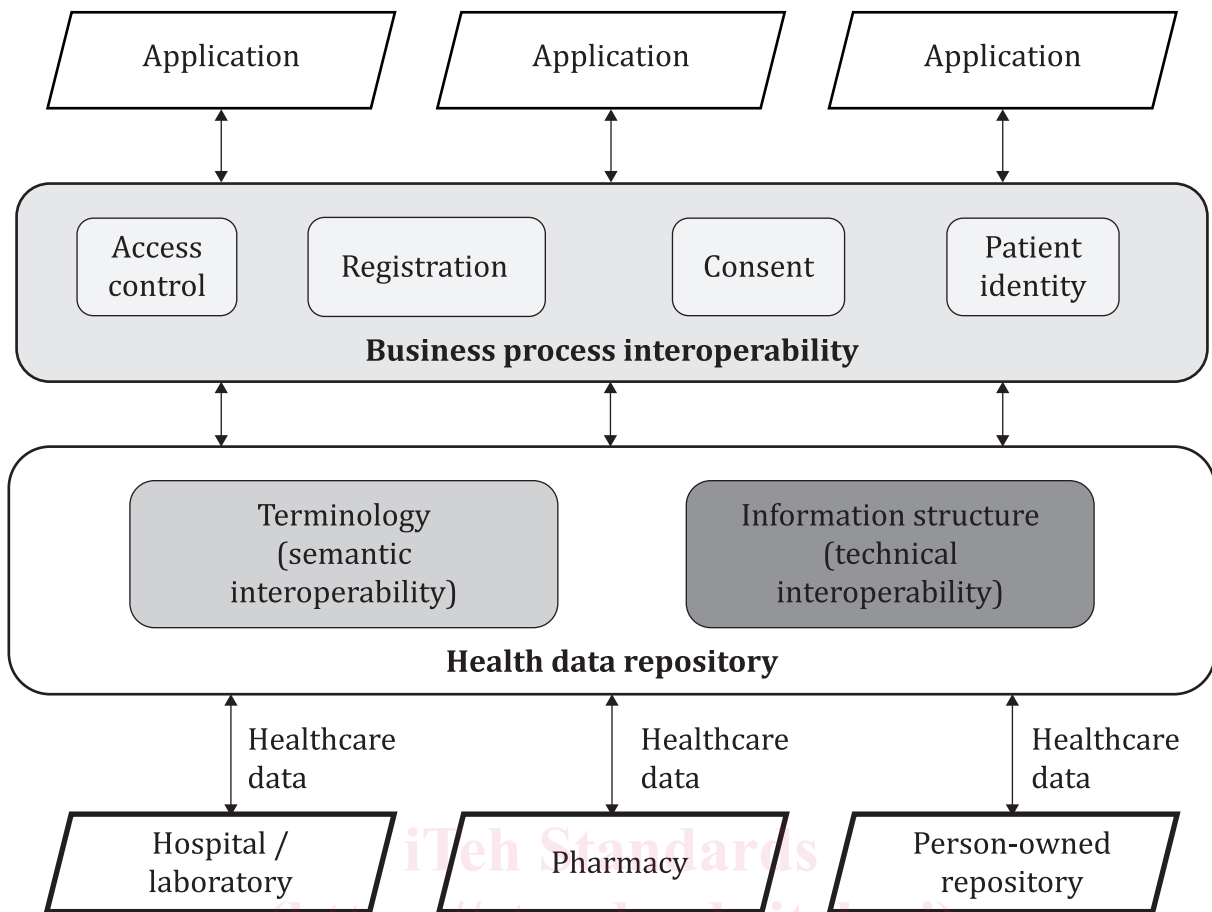 Application
Application
Application
Access
control
Registration
Consent
Patient
identity
Business process interoperability
Terminology
(semantic
interoperability)
Information structure
(technical
interoperability)
Health data repository
Healthcare
data
Healthcare
data
Healthcare
data
Hospital /
laboratory
Pharmacy
Person-owned
repository
iTeh Standards